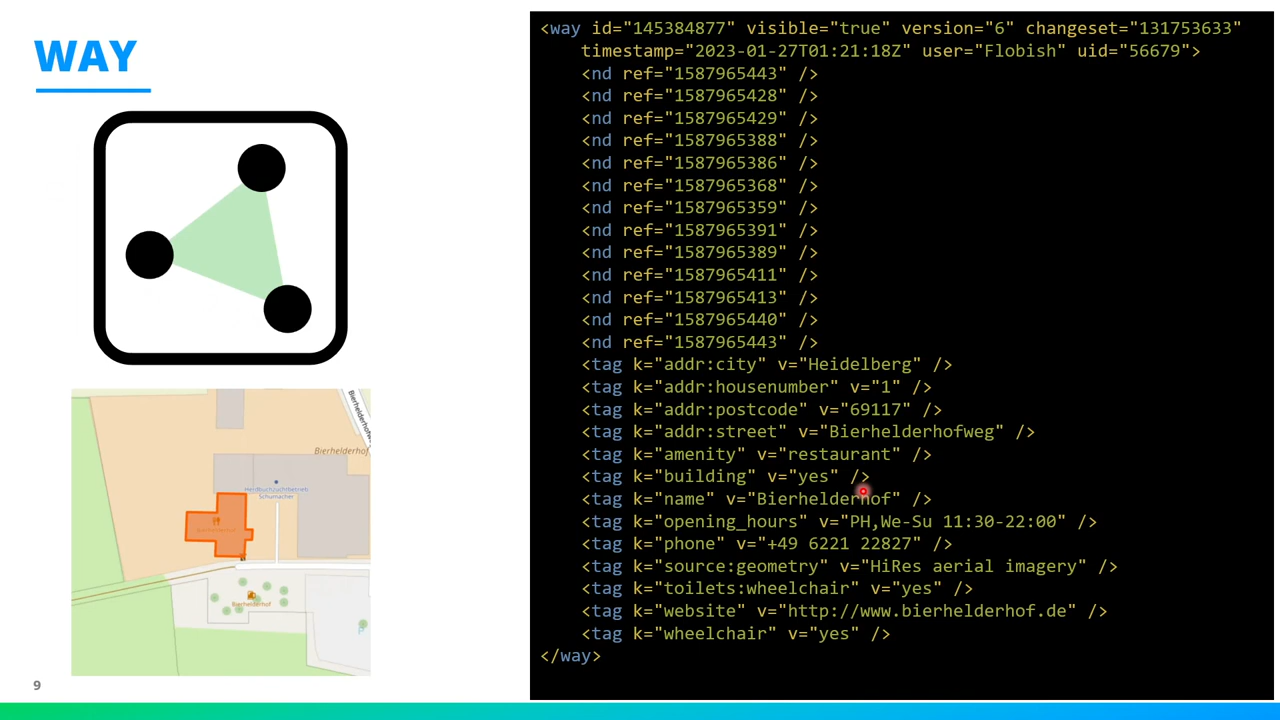 WAY
<way id="145384877" visible="true" version="6" changeset="131753633"
timestamp="2023-01-27T01:21:18Z" user="Flobish" uid="56679">
<nd ref="1587965443" />
<nd ref="1587965428" />
<nd ref="1587965429" />
<nd ref="1587965388" />
<nd ref="1587965386" />
<nd ref="1587965368" />
<nd ref="1587965359" />
<nd ref="1587965391" />
<nd ref="1587965389" />
<nd ref="1587965411" />
<nd ref="1587965413" />
<nd ref="1587965440" />
<nd ref="1587965443" />
<tag k="addr:city" v="Heidelberg" />
<tag k="addr:housenumber" v="1" />
<tag k="addr:postcode" v="69117" />
<tag k="addr:street" v="Bierhelderhofweg" />
<tag k="amenity" v="restaurant" />
<tag k="building" v="yes" />
<tag k="name" v="Bierhelderhof" />
<tag k="opening_hours" v="PH,We-Su 11:30-22:00" />
<tag k="phone" v="+49 6221 22827" />
<tag k="source:geometry" v="HiRes aerial imagery" />
<tag k="toilets:wheelchair" v="yes" />
<tag k="website" v="http://www.bierhelderhof.de" />
<tag k="wheelchair" v="yes" />
</way>
Bierhelderhofw
Bierhelderhof
Herdbuchzuchtbetrieb
Schumacher
Bierhelderhof
Bierhelderhof
P
9